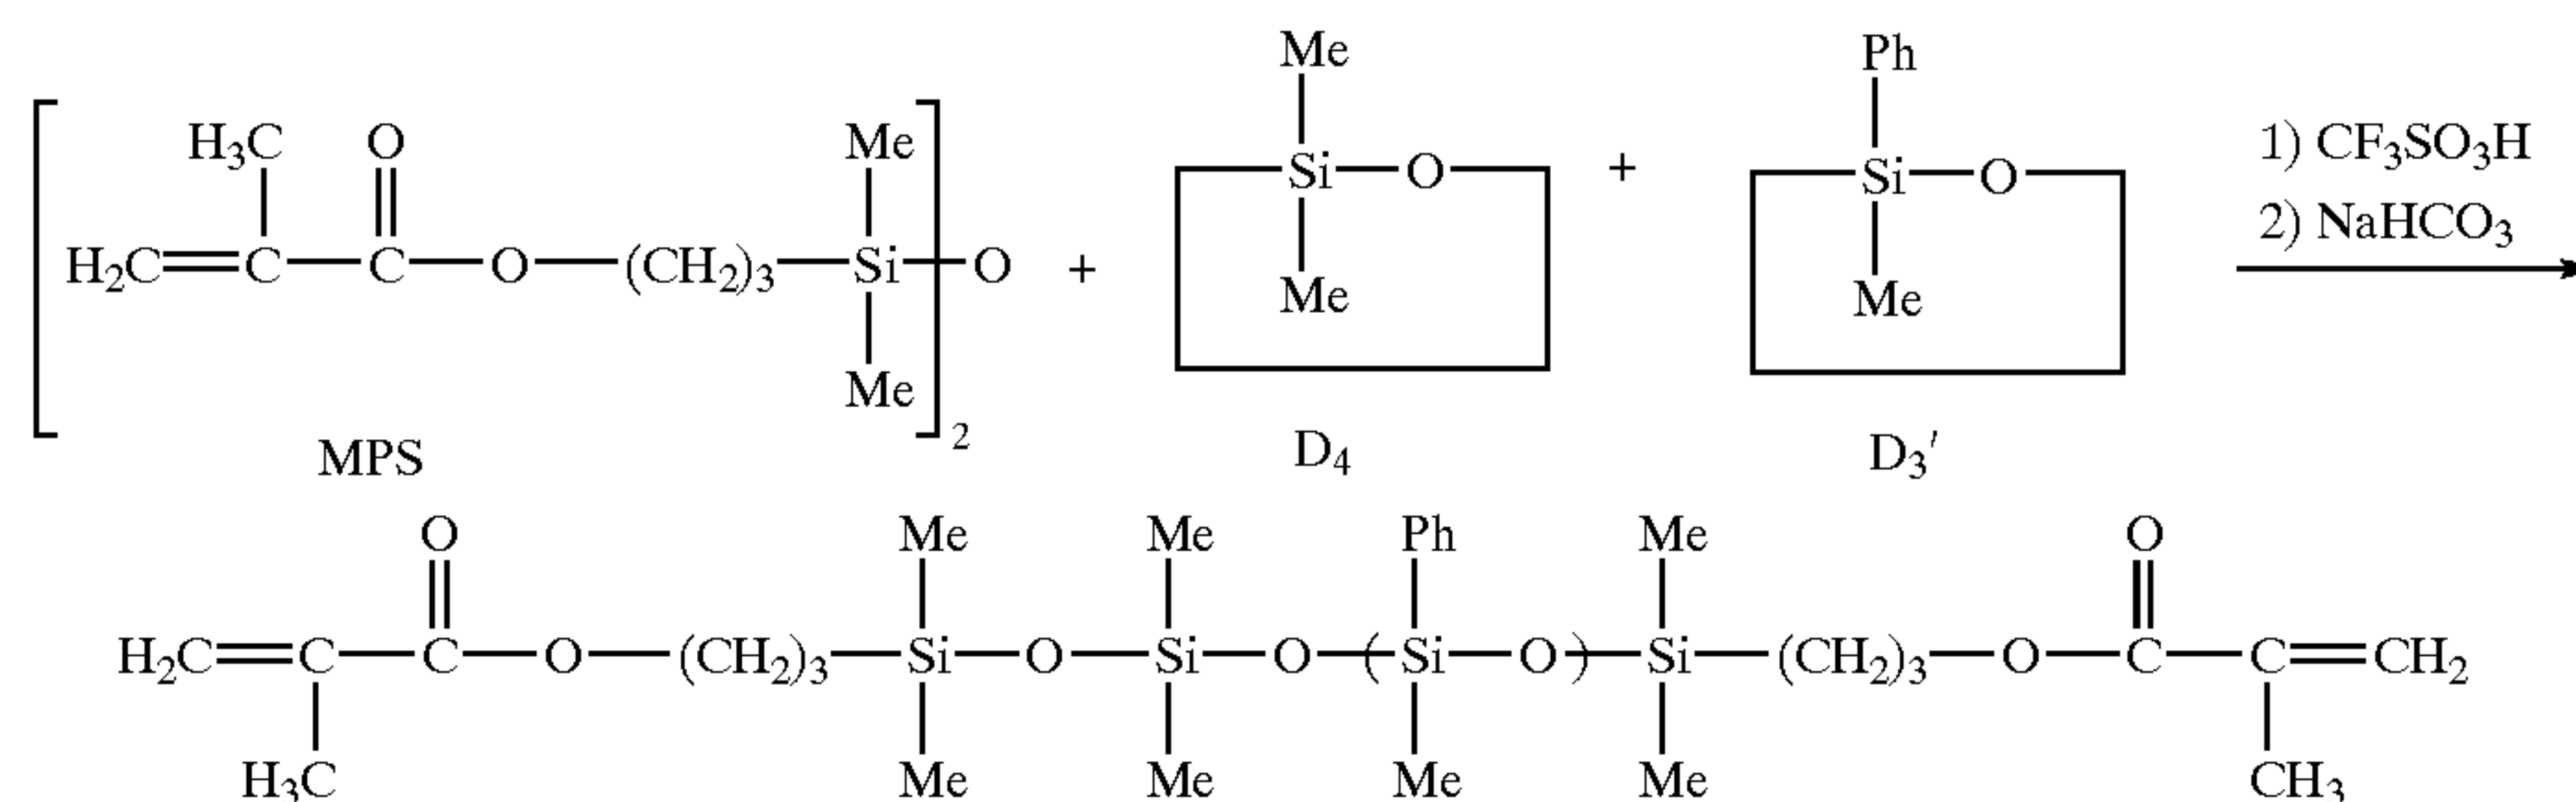 Me Ph
H₃C O Me Si—O + Si—O 1) CF₃SO₃H
2) NaHCO₃
[H₂C=C—C—O—(CH₂)₃—Si]₂—O + Me Me
Me
MPS D₄ D₃′
O Me Me Ph Me O
H₂C=C—C—O—(CH₂)₃—Si—O—Si—O—(Si—O)—Si—(CH₂)₃—O—C—C=CH₂
H₃C Me Me Me Me CH₃